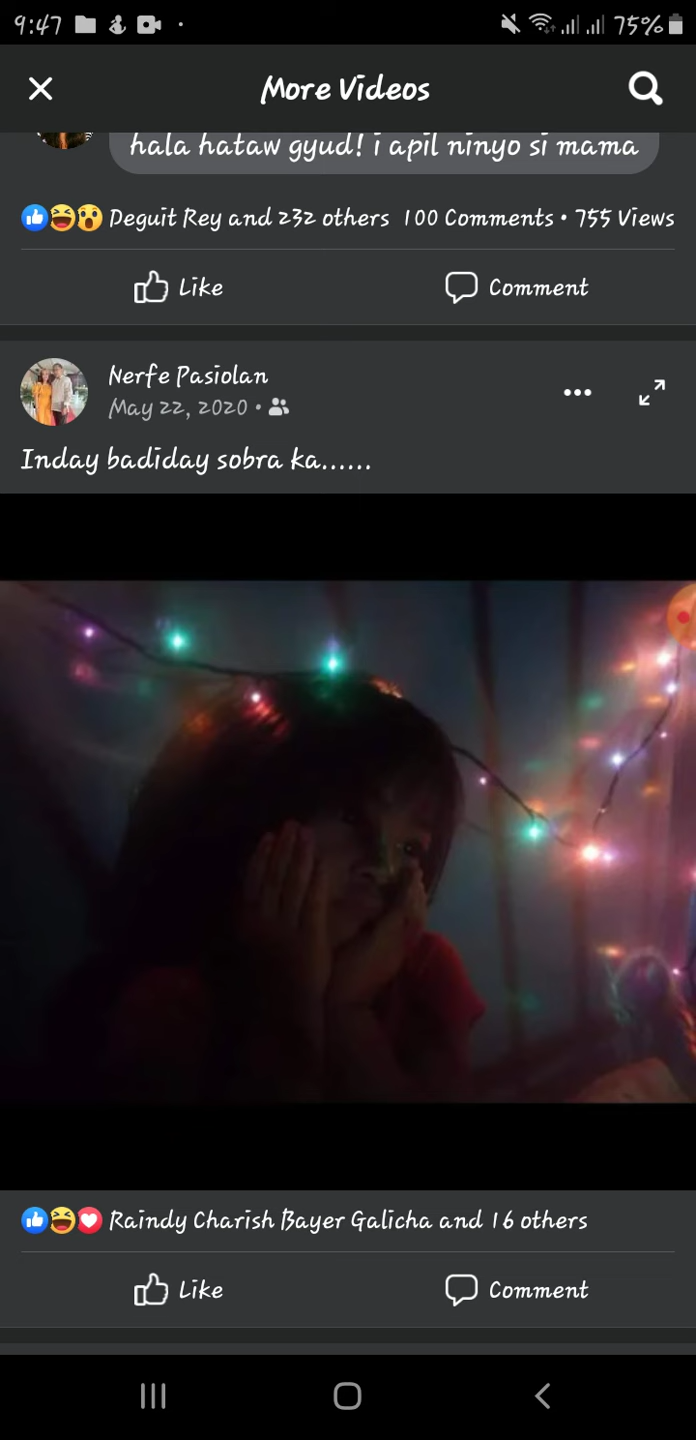 9:47
75%
More Videos
hala hataw gyud! i apil ninyo si mama
Deguit Rey and 232 others 100 Comments • 755 Views
Like Comment
Nerfe Pasiolan
May 22, 2020 •
Inday badiday sobra ka......
Raindy Charish Bayer Galicha and 16 others
Like Comment